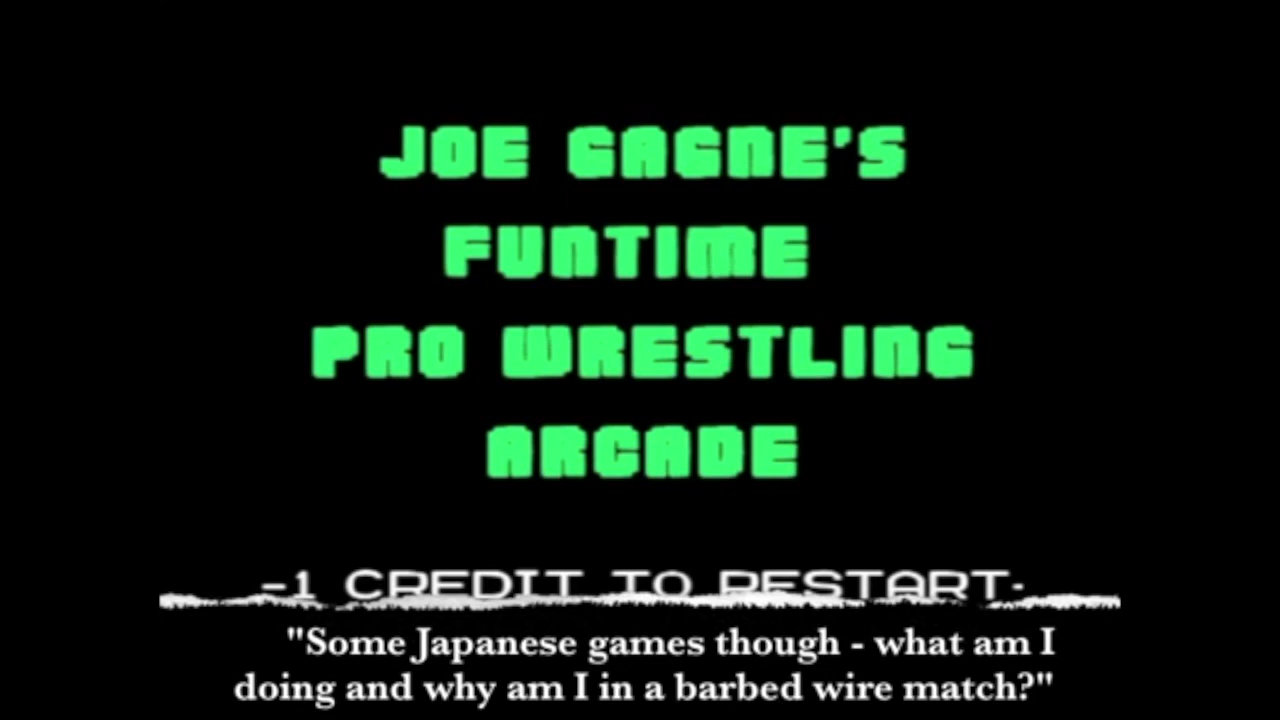 JOE GAGNE'S
FUNTIME
PRO WRESTLING
ARCADE
-1 CREDIT TO RESTART-
"Some Japanese games though - what am I
doing and why am I in a barbed wire match?"